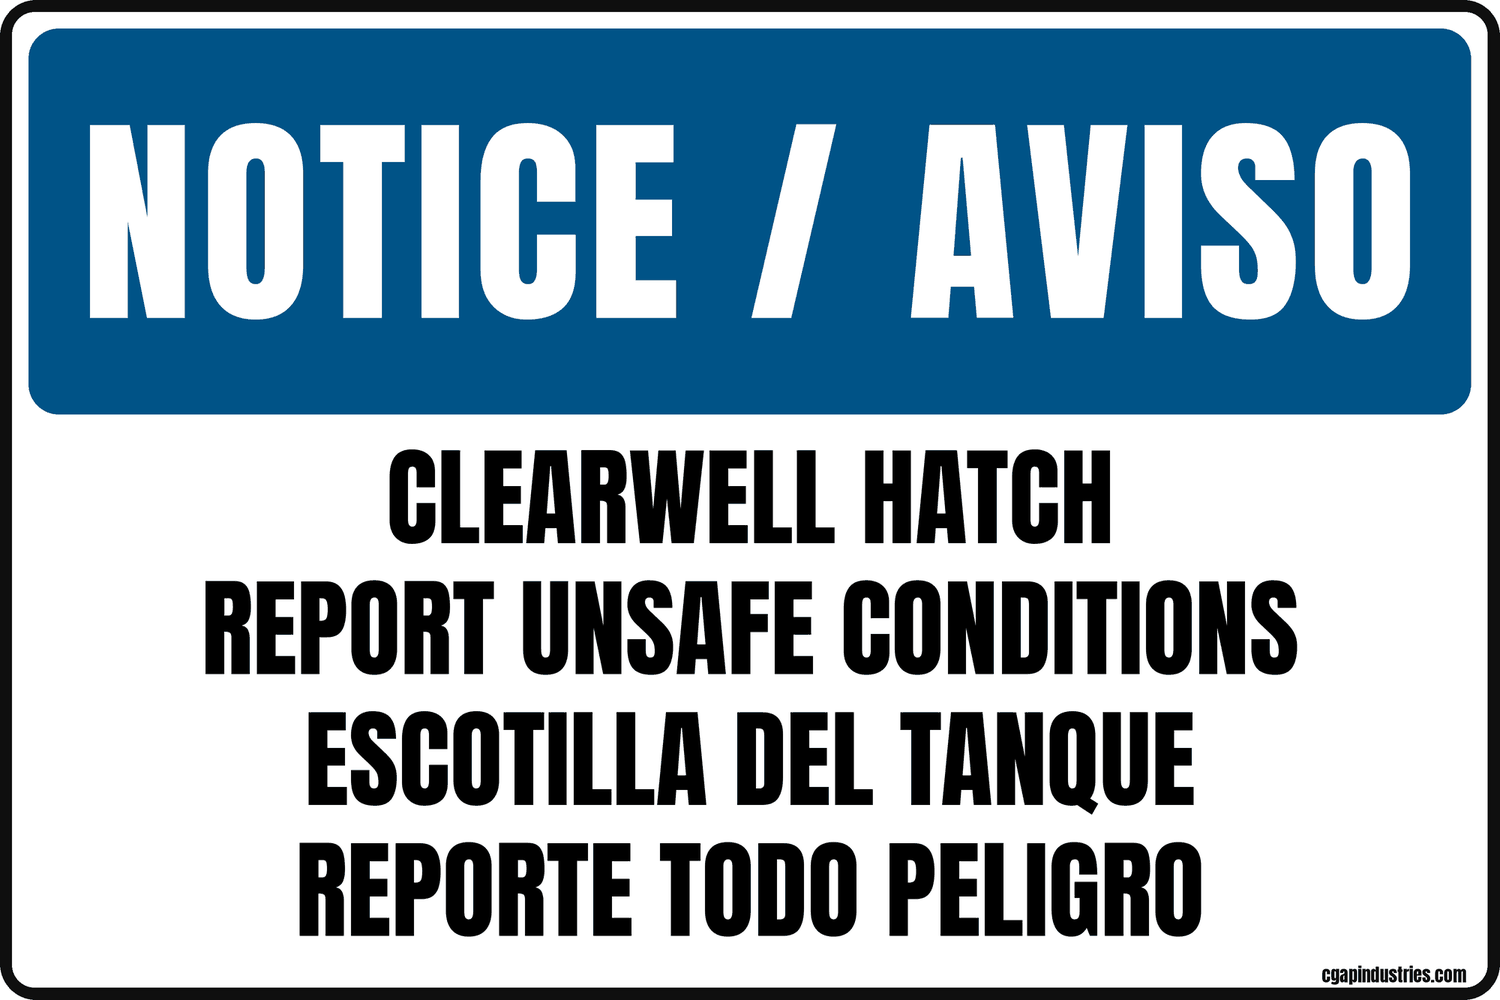 NOTICE / AVISO
CLEARWELL HATCH
REPORT UNSAFE CONDITIONS
ESCOTILLA DEL TANQUE
REPORTE TODO PELIGRO
cgapindustries.com